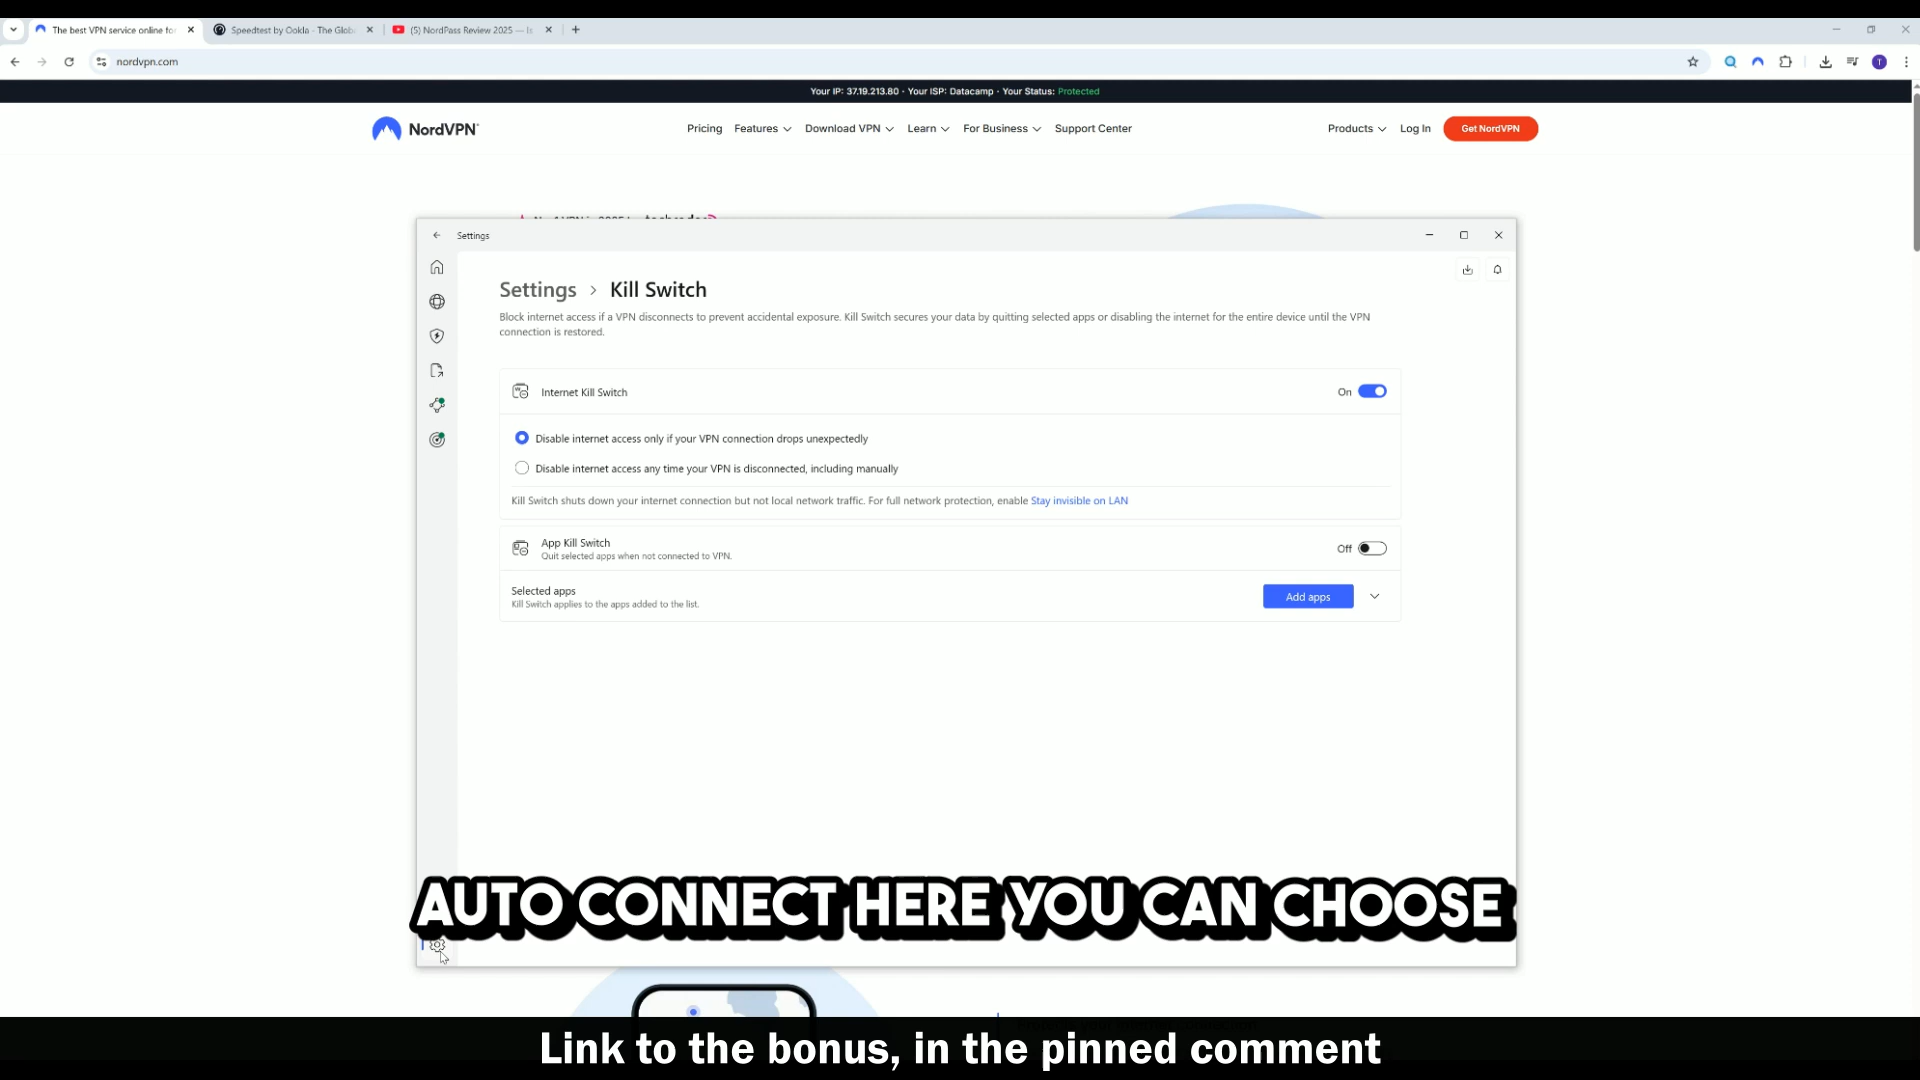 The best VPN service online for
Speedtest by Ookla - The Glob
(5) NordPass Review 2025 — Is
nordvpn.com
T
Your IP: 37.19.213.80 · Your ISP: Datacamp · Your Status: Protected
NordVPN
Pricing
Features
Download VPN
Learn
For Business
Support Center
Products
Log In
Get NordVPN
Settings
Settings > Kill Switch
Block internet access if a VPN disconnects to prevent accidental exposure. Kill Switch secures your data by quitting selected apps or disabling the internet for the entire device until the VPN
connection is restored.
Internet Kill Switch
On
Disable internet access only if your VPN connection drops unexpectedly
Disable internet access any time your VPN is disconnected, including manually
Kill Switch shuts down your internet connection but not local network traffic. For full network protection, enable Stay invisible on LAN
App Kill Switch
Quit selected apps when not connected to VPN.
Off
Selected apps
Kill Switch applies to the apps added to the list.
Add apps
AUTO CONNECT HERE YOU CAN CHOOSE
Link to the bonus, in the pinned comment